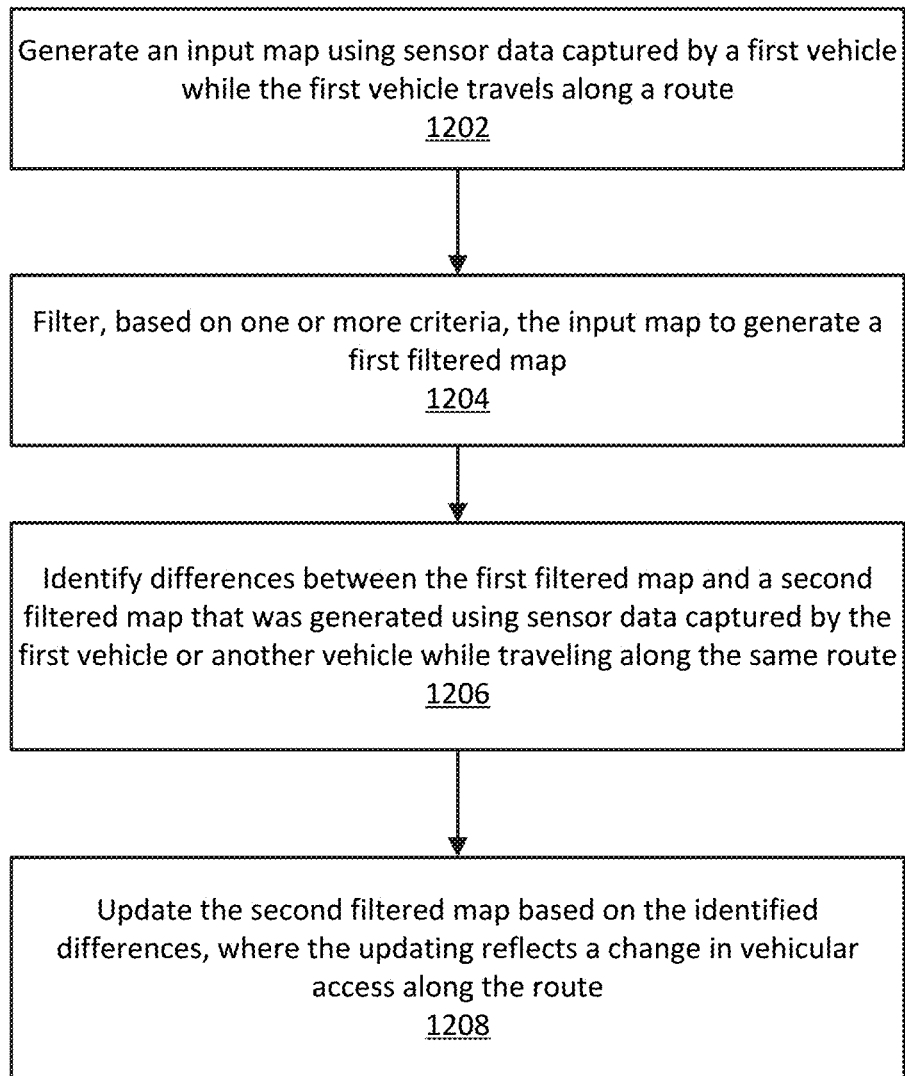 Generate an input map using sensor data captured by a first vehicle
while the first vehicle travels along a route
1202
Filter, based on one or more criteria, the input map to generate a
first filtered map
1204
Identify differences between the first filtered map and a second
filtered map that was generated using sensor data captured by the
first vehicle or another vehicle while traveling along the same route
1206
Update the second filtered map based on the identified
differences, where the updating reflects a change in vehicular
access along the route
1208